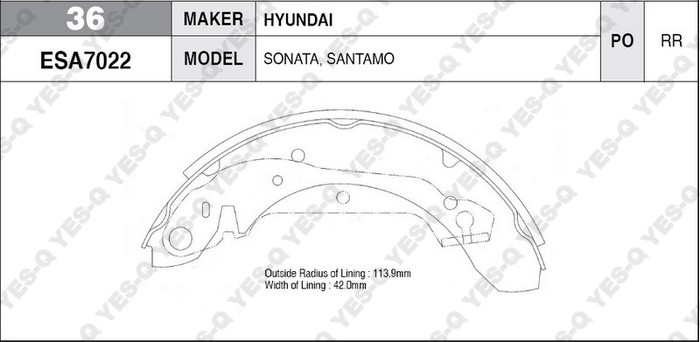 36 MAKER HYUNDAI PO RR
ESA7022 MODEL SONATA, SANTAMO
Outside Radius of Lining : 113.9mm
Width of Lining : 42.0mm
YES-Q YES-Q YES-Q YES-Q YES-Q YES-Q